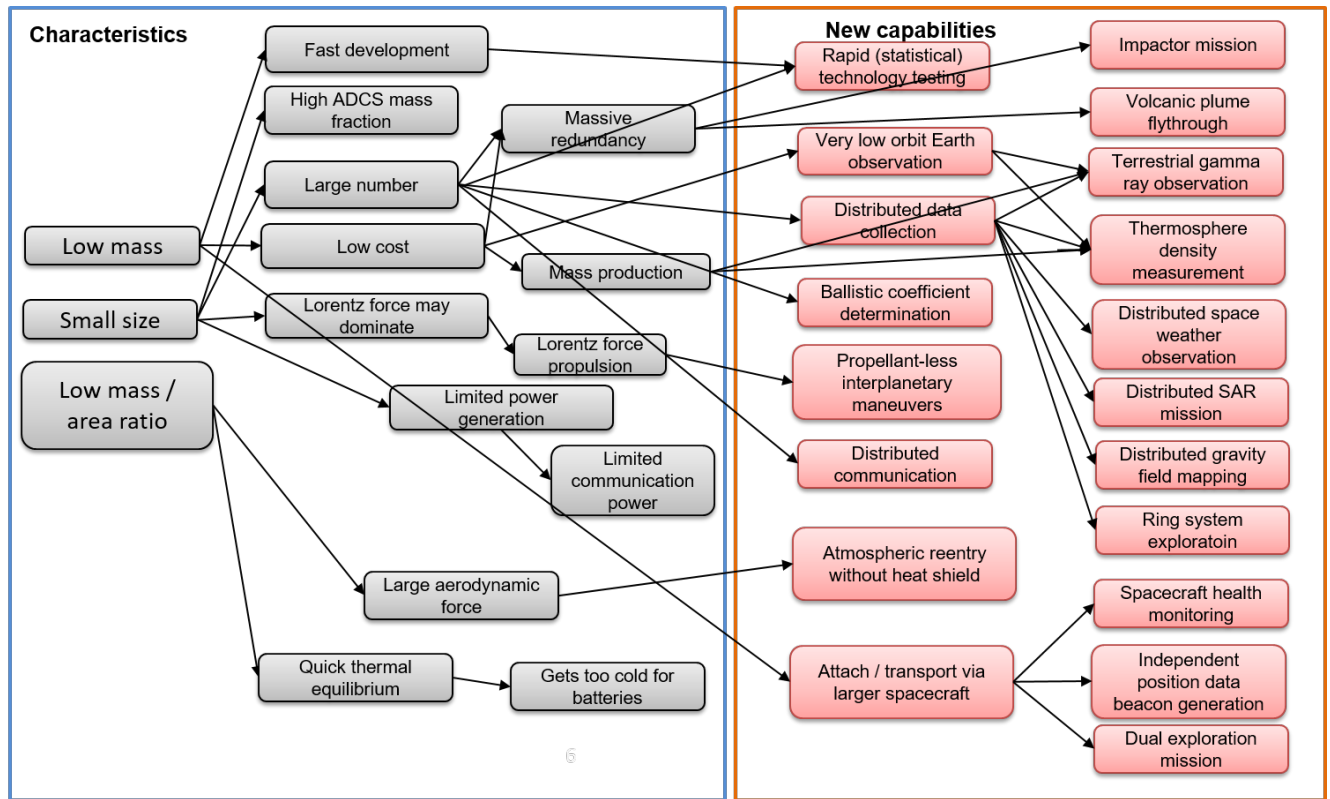 Characteristics
Fast development
High ADCS mass
fraction
Large number
Low mass
Low cost
Small size
Lorentz force may
dominate
Low mass /
area ratio
Massive
redundancy
Mass production
Lorentz force
propulsion
Limited power
generation
Limited
communication
power
Large aerodynamic
force
Quick thermal
equilibrium
Gets too cold for
batteries
6
New capabilities
Rapid (statistical)
technology testing
Very low orbit Earth
observation
Distributed data
collection
Ballistic coefficient
determination
Propellant-less
interplanetary
maneuvers
Distributed
communication
Atmospheric reentry
without heat shield
Attach / transport via
larger spacecraft
Impactor mission
Volcanic plume
flythrough
Terrestrial gamma
ray observation
Thermosphere
density
measurement
Distributed space
weather
observation
Distributed SAR
mission
Distributed gravity
field mapping
Ring system
exploratoin
Spacecraft health
monitoring
Independent
position data
beacon generation
Dual exploration
mission